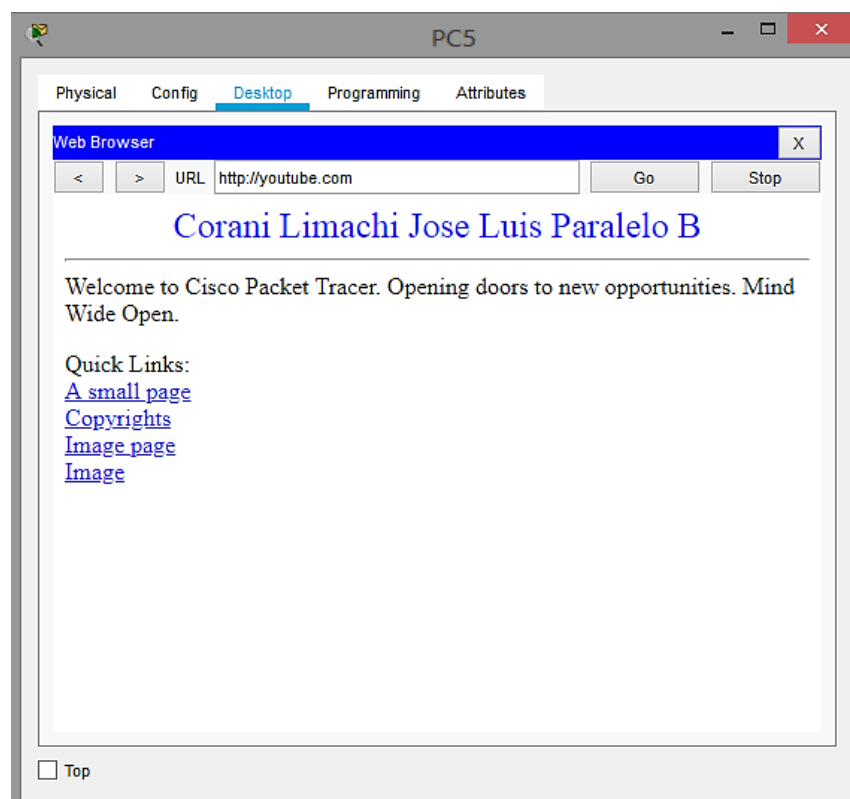 PC5
Physical Config Desktop Programming Attributes
Web Browser X
< > URL http://youtube.com Go Stop
Corani Limachi Jose Luis Paralelo B
Welcome to Cisco Packet Tracer. Opening doors to new opportunities. Mind
Wide Open.
Quick Links:
A small page
Copyrights
Image page
Image
Top